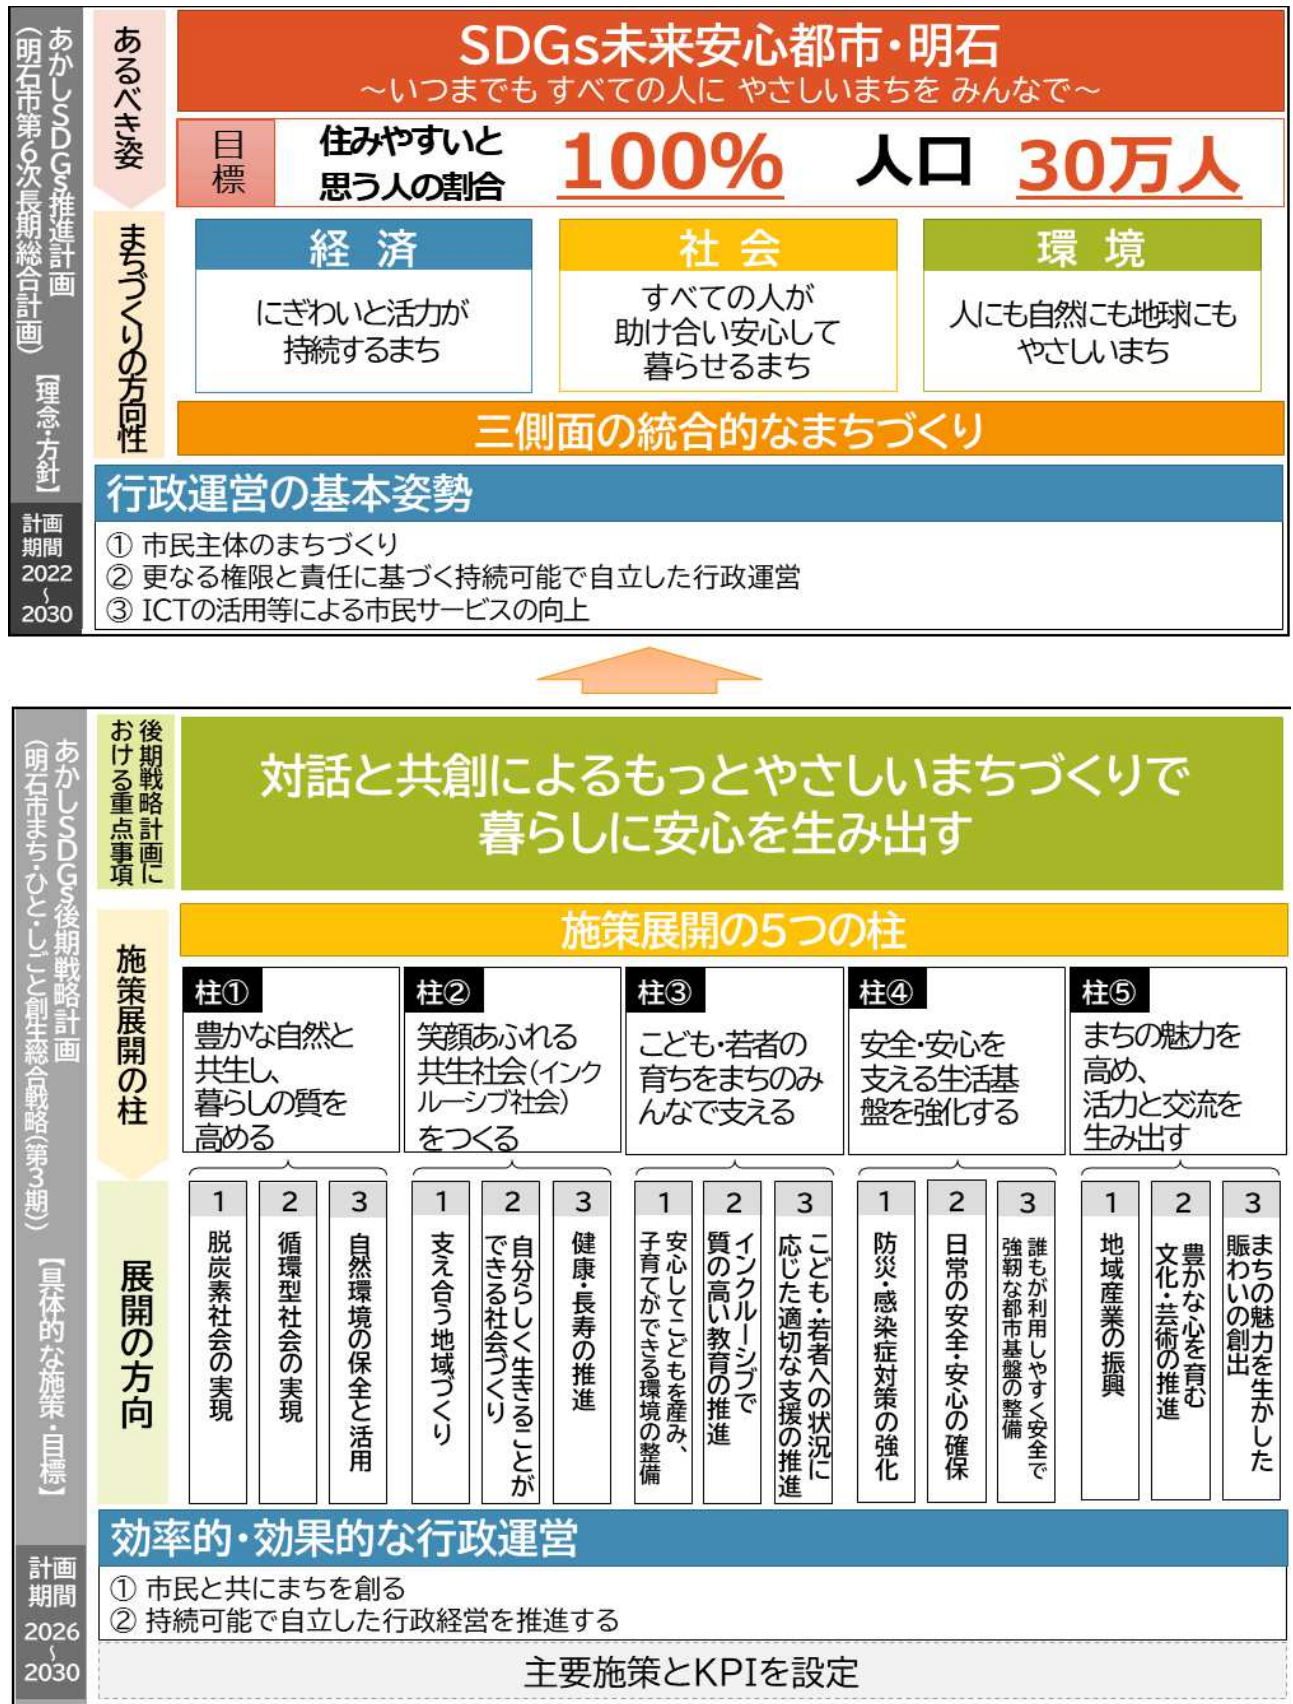 あかしSDGs推進計画
(明石市第6次長期総合計画)
【理念・方針】
計画
期間
2022
~
2030
あるべき姿
SDGs未来安心都市・明石
～いつまでも すべての人に やさしいまちを みんなで～
目
標
住みやすいと
思う人の割合
100%
人口
30万人
まちづくりの方向性
経 済
にぎわいと活力が
持続するまち
社 会
すべての人が
助け合い安心して
暮らせるまち
環 境
人にも自然にも地球にも
やさしいまち
三側面の統合的なまちづくり
行政運営の基本姿勢
① 市民主体のまちづくり
② 更なる権限と責任に基づく持続可能で自立した行政運営
③ ICTの活用等による市民サービスの向上
あかしSDGs後期戦略計画
(明石市まち・ひと・しごと創生総合戦略(第3期))
【具体的な施策・目標】
計画
期間
2026
~
2030
後期戦略計画に
おける重点事項
対話と共創によるもっとやさしいまちづくりで
暮らしに安心を生み出す
施策展開の柱
施策展開の5つの柱
柱①
豊かな自然と
共生し、
暮らしの質を
高める
柱②
笑顔あふれる
共生社会(インク
ルーシブ社会)
をつくる
柱③
こども・若者の
育ちをまちのみ
んなで支える
柱④
安全・安心を
支える生活基
盤を強化する
柱⑤
まちの魅力を
高め、
活力と交流を
生み出す
展開の方向
1
脱炭素社会の実現
2
循環型社会の実現
3
自然環境の保全と活用
1
支え合う地域づくり
2
自分らしく生きることが
できる社会づくり
3
健康・長寿の推進
1
安心してこどもを産み、
子育てができる環境の整備
2
インクルーシブで
質の高い教育の推進
3
こども・若者への状況に
応じた適切な支援の推進
1
防災・感染症対策の強化
2
日常の安全・安心の確保
3
誰もが利用しやすく安全で
強靭な都市基盤の整備
1
地域産業の振興
2
豊かな心を育む
文化・芸術の推進
3
まちの魅力を生かした
賑わいの創出
効率的・効果的な行政運営
① 市民と共にまちを創る
② 持続可能で自立した行政経営を推進する
主要施策とKPIを設定